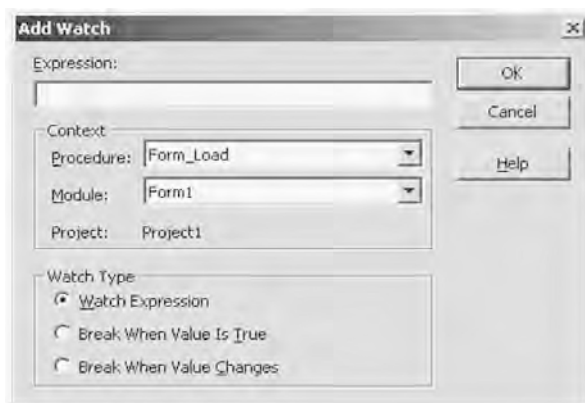 Add Watch
Expression:
OK
Cancel
Context
Procedure: Form_Load
Help
Module: Form1
Project: Project1
Watch Type
Watch Expression
Break When Value Is True
Break When Value Changes